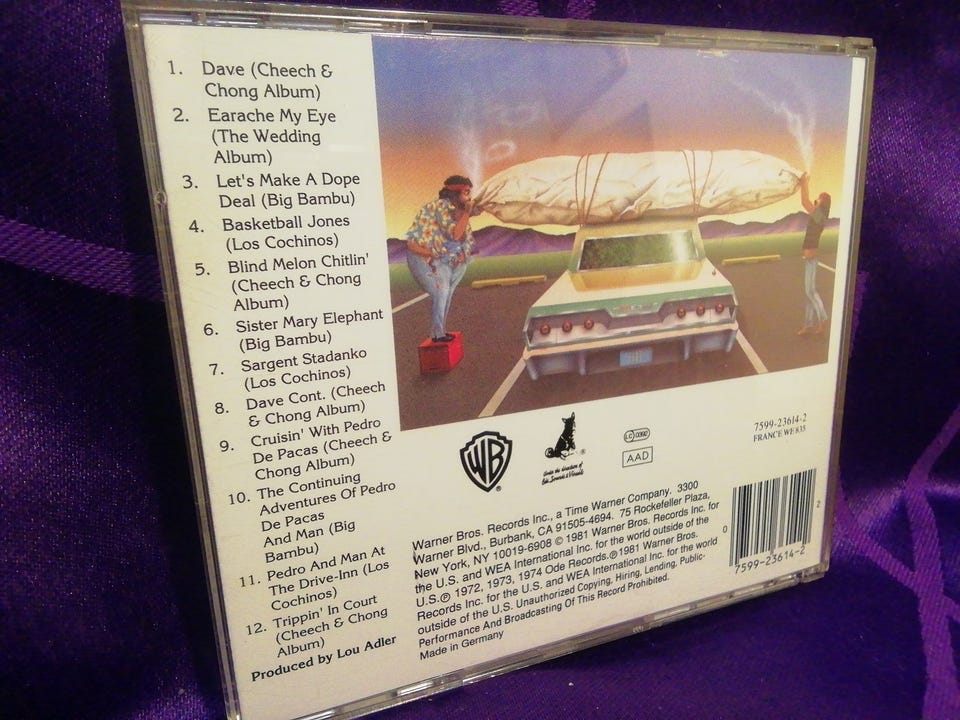 1. Dave (Cheech &
Chong Album)
2. Earache My Eye
(The Wedding
Album)
3. Let's Make A Dope
Deal (Big Bambu)
4. Basketball Jones
(Los Cochinos)
5. Blind Melon Chitlin'
(Cheech & Chong
Album)
6. Sister Mary Elephant
(Big Bambu)
7. Sargent Stadanko
(Los Cochinos)
8. Dave Cont. (Cheech
& Chong Album)
9. Cruisin' With Pedro
De Pacas (Cheech &
Chong Album)
10. The Continuing
Adventures Of Pedro
De Pacas
And Man (Big
Bambu)
11. Pedro And Man At
The Drive-Inn (Los
Cochinos)
12. Trippin' In Court
(Cheech & Chong
Album)
Produced by Lou Adler
WB
®
®
LC 0392
AAD
7599-23614-2
FRANCE WE 835
Warner Bros. Records Inc., a Time Warner Company. 3300
Warner Blvd., Burbank, CA 91505-4694. 75 Rockefeller Plaza,
New York, NY 10019-6908 © 1981 Warner Bros. Records Inc. for
the U.S. and WEA International Inc. for the world outside of the
U.S. ℗ 1972, 1973, 1974 Ode Records. ℗ 1981 Warner Bros.
Records Inc. for the U.S. and WEA International Inc. for the world
outside of the U.S. Unauthorized Copying, Hiring, Lending, Public-
Performance And Broadcasting Of This Record Prohibited.
Made in Germany
0
7599-23614-2
2